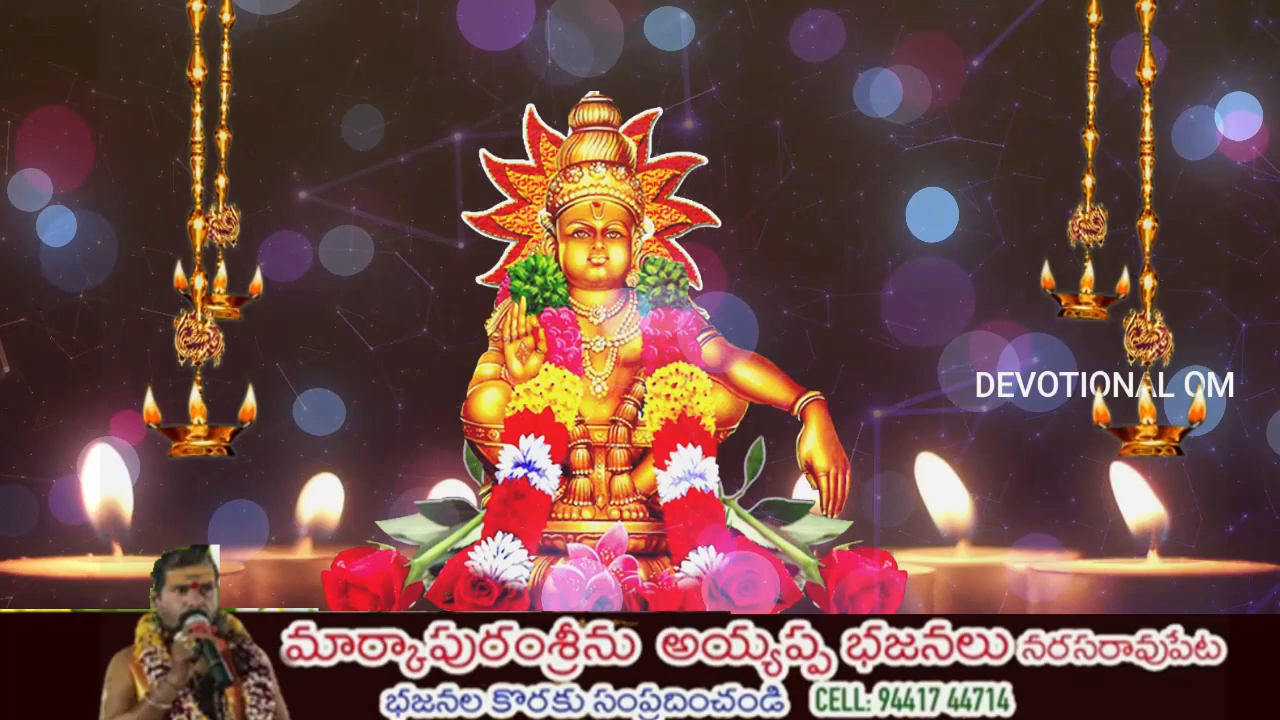 DEVOTIONAL OM
మార్కాపురంశ్రీను అయ్యప్ప భజనలు నరసరావుపేట
భజనల కొరకు సంప్రదించండి CELL: 94417 44714